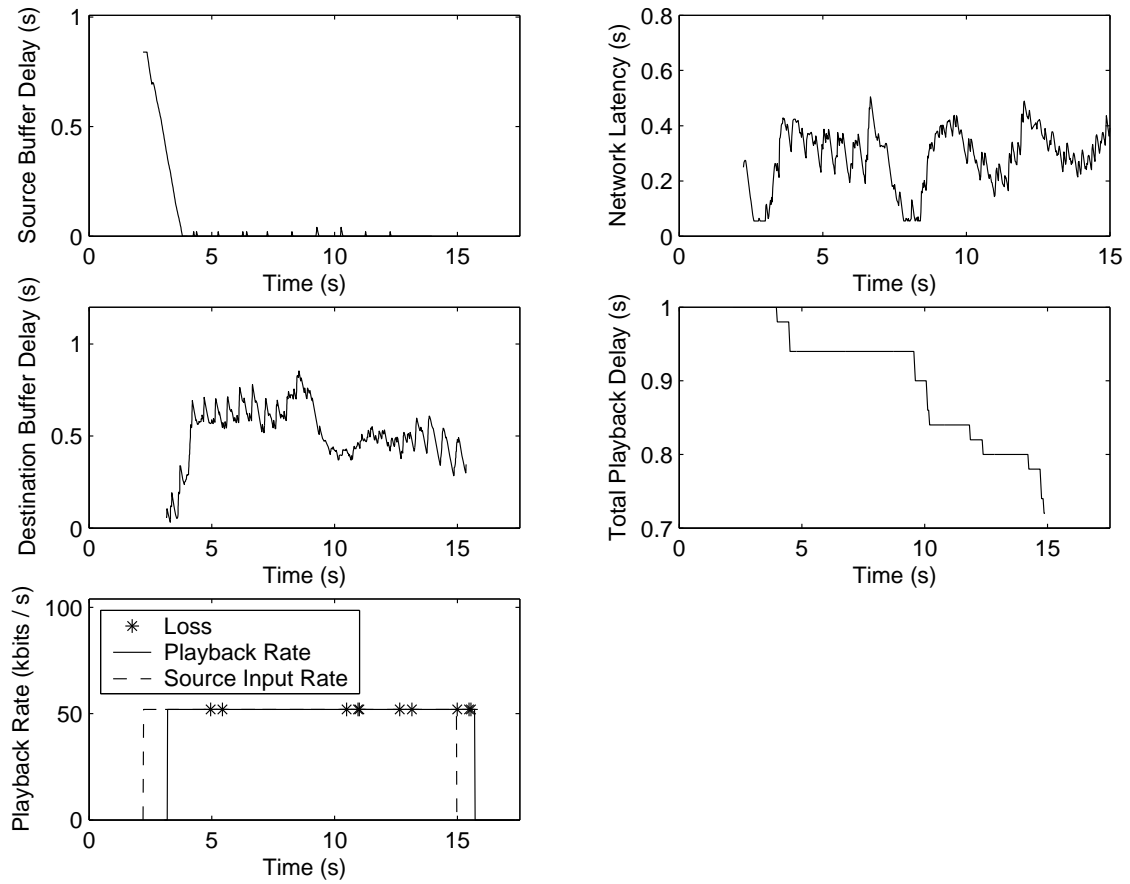 Source Buffer Delay (s)
1
0.5
0
0 5 10 15
Time (s)
Network Latency (s)
0.8
0.6
0.4
0.2
0
0 5 10 15
Time (s)
Destination Buffer Delay (s)
1
0.5
0
0 5 10 15
Time (s)
Total Playback Delay (s)
1
0.9
0.8
0.7
0 5 10 15
Time (s)
Playback Rate (kbits / s)
100
50
0
Loss
Playback Rate
Source Input Rate
0 5 10 15
Time (s)